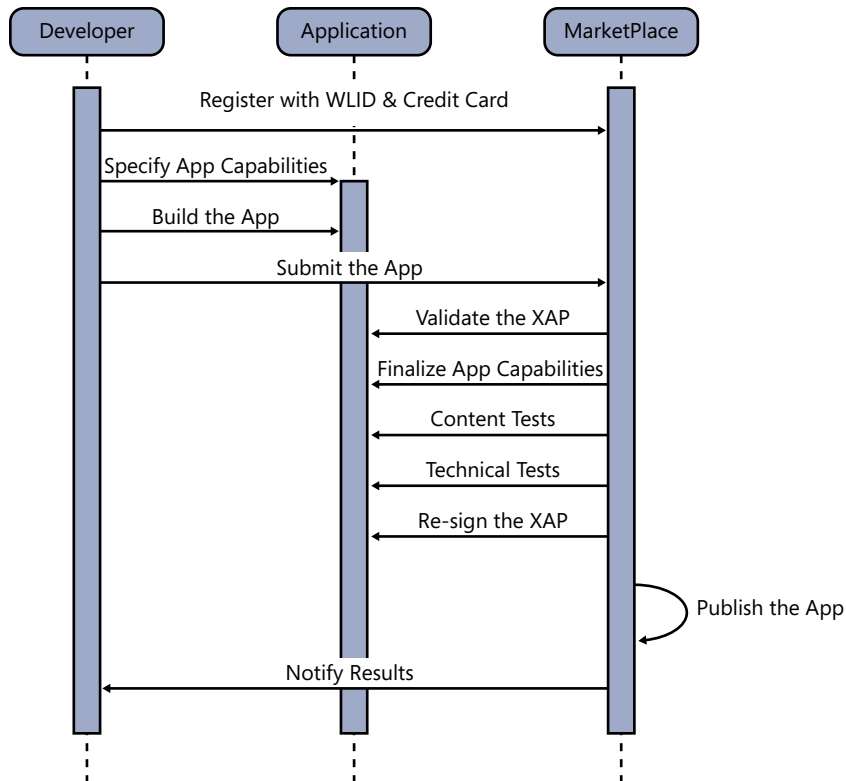 Developer
Application
MarketPlace
Register with WLID & Credit Card
Specify App Capabilities
Build the App
Submit the App
Validate the XAP
Finalize App Capabilities
Content Tests
Technical Tests
Re-sign the XAP
Publish the App
Notify Results